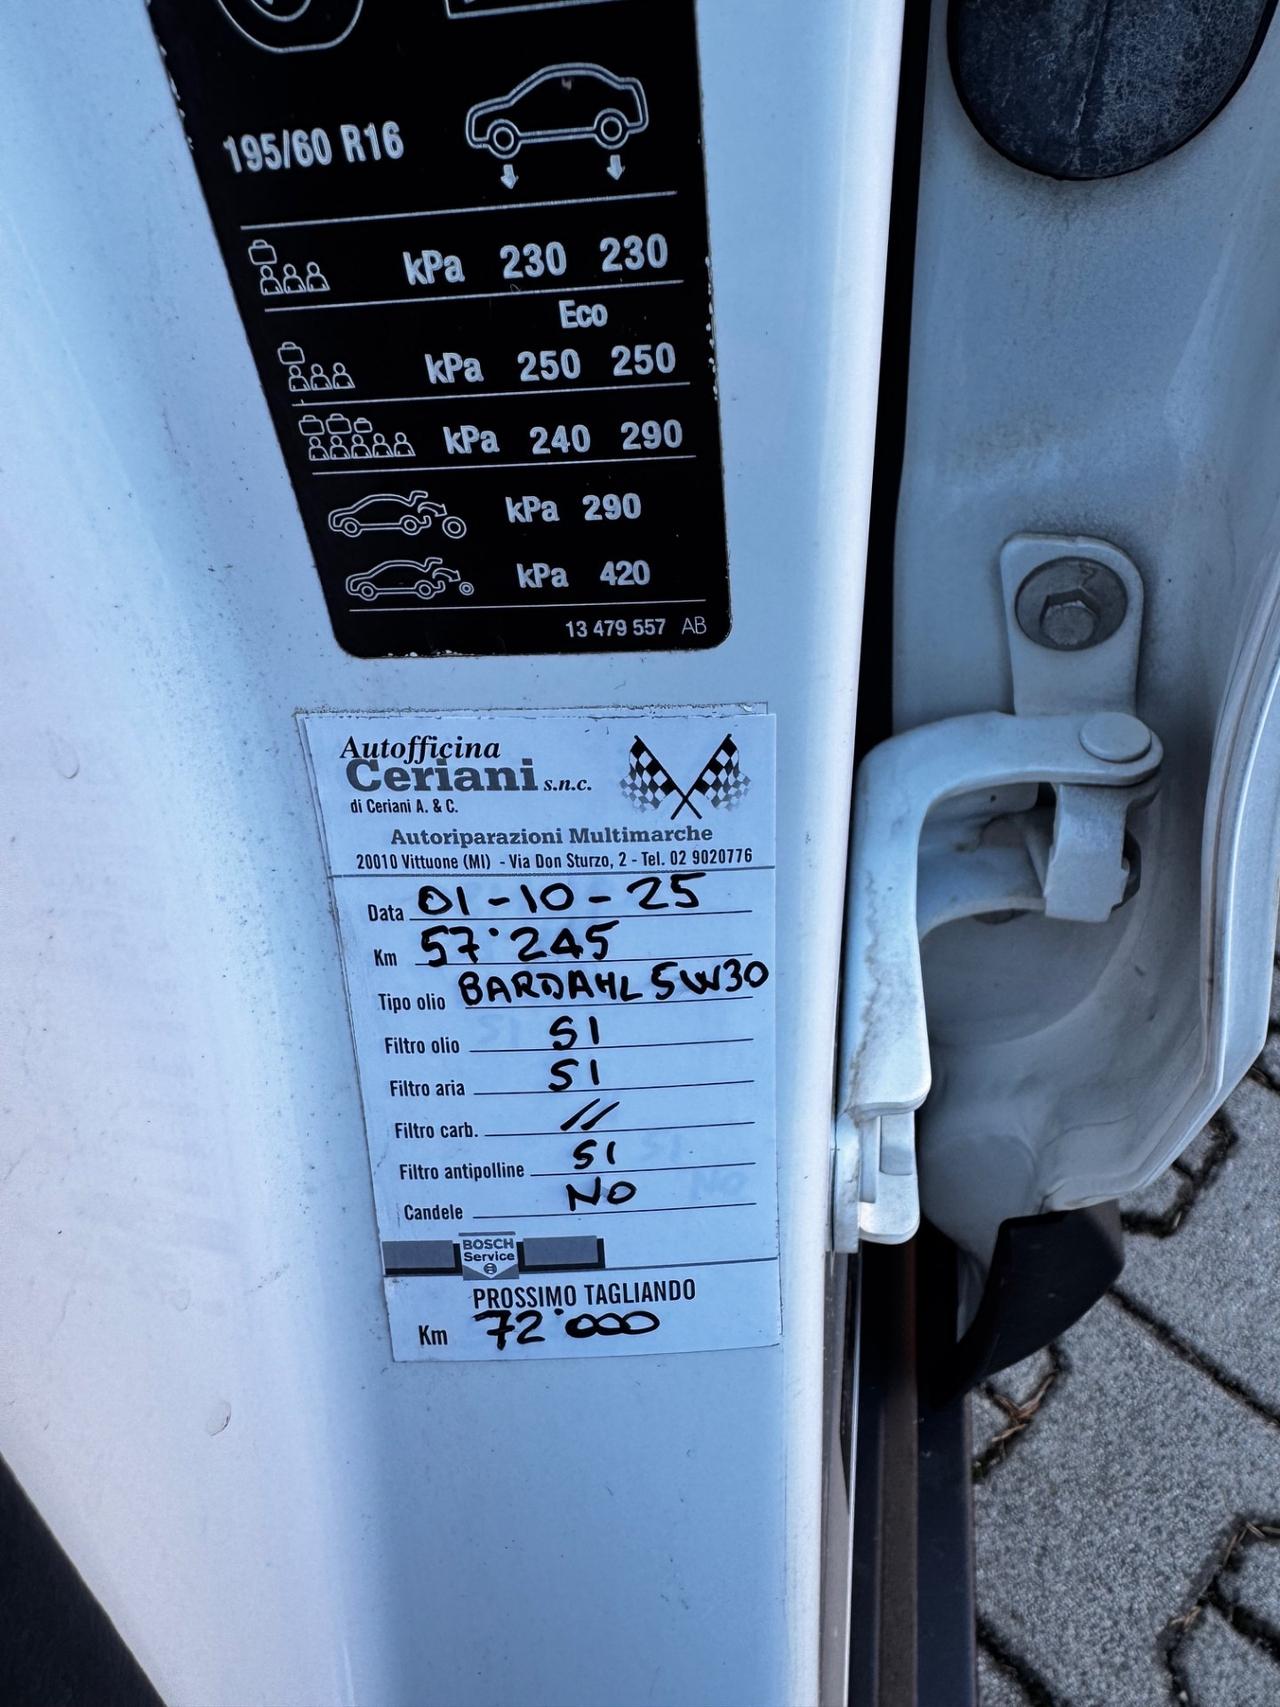 195/60 R16
kPa 230 230
Eco
kPa 250 250
kPa 240 290
kPa 290
kPa 420
13 479 557 AB
Autofficina
Ceriani s.n.c.
di Ceriani A. & C.
Autoriparazioni Multimarche
20010 Vittuone (MI) - Via Don Sturzo, 2 - Tel. 02 9020776
Data 01-10-25
Km 57'245
Tipo olio BARDAHL 5W30
Filtro olio SI
Filtro aria SI
Filtro carb. //
Filtro antipolline SI
Candele NO
BOSCH
Service
PROSSIMO TAGLIANDO
Km 72'000